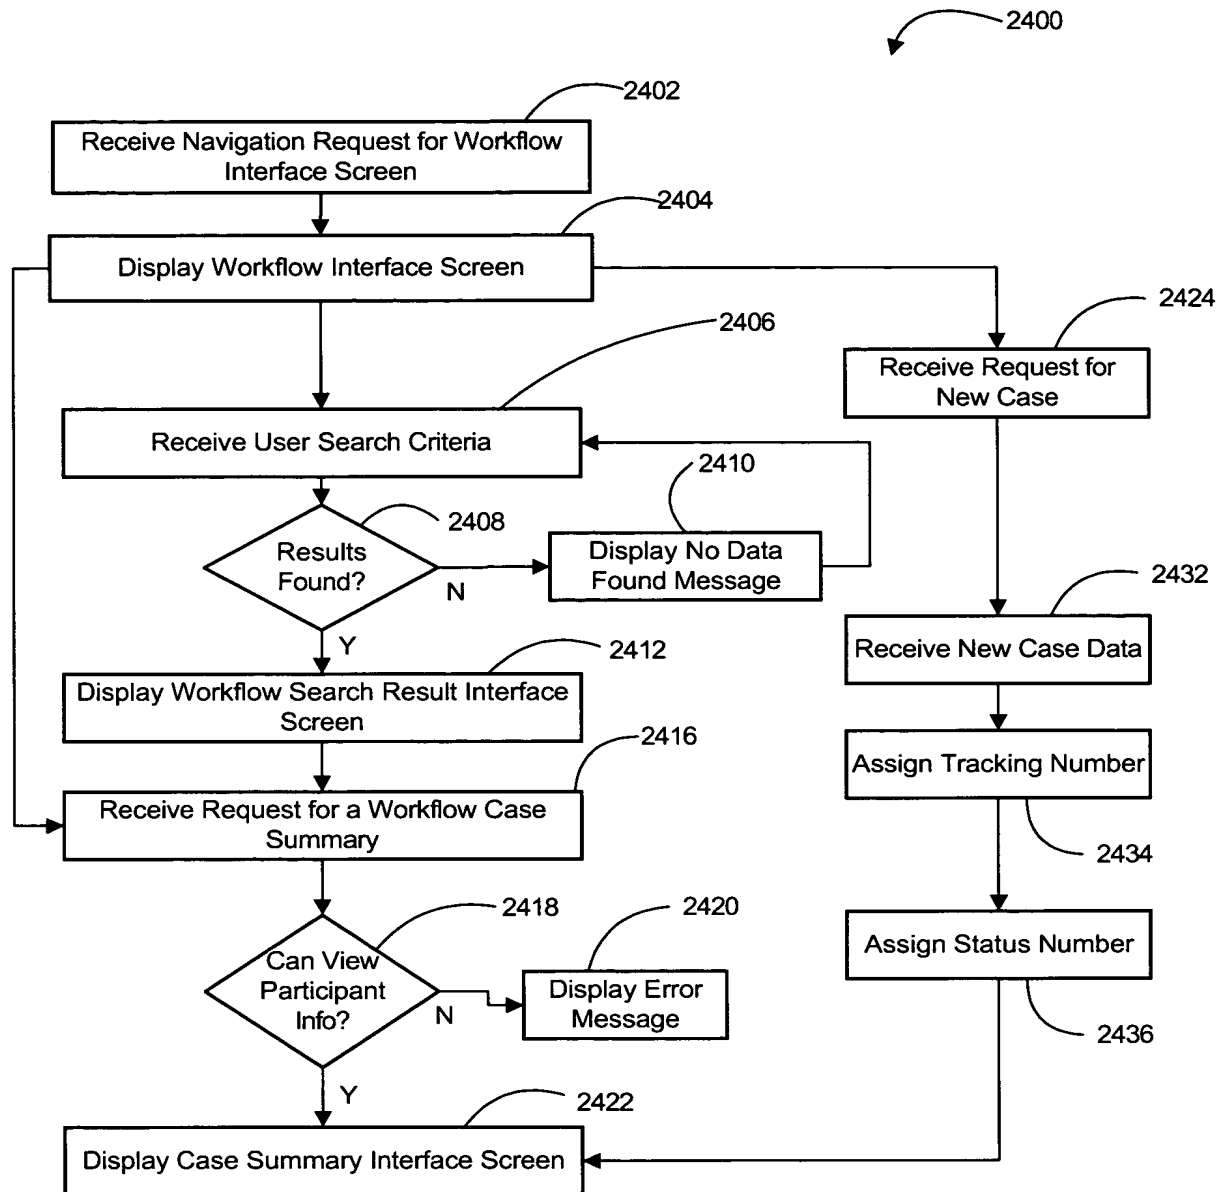 2400
2402
Receive Navigation Request for Workflow
Interface Screen
2404
Display Workflow Interface Screen
2424
2406
Receive Request for
New Case
Receive User Search Criteria
2410
2408
Results
Found?
N
Display No Data
Found Message
2432
Y
2412
Receive New Case Data
Display Workflow Search Result Interface
Screen
2416
Assign Tracking Number
Receive Request for a Workflow Case
Summary
2434
2418
2420
Assign Status Number
Can View
Participant
Info?
N
Display Error
Message
2436
Y
2422
Display Case Summary Interface Screen